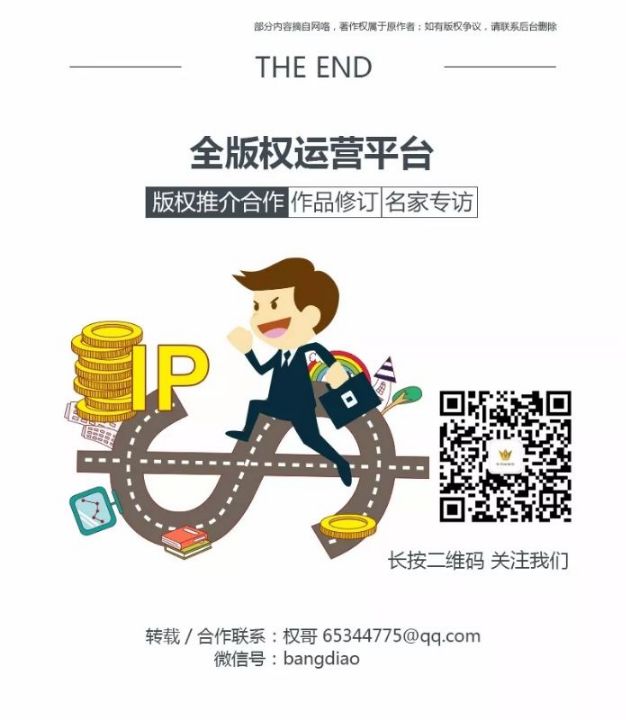 部分内容摘自网咯，著作权属于原作者；如有版权争议，请联系后台删除
THE END
全版权运营平台
版权推介合作 作品修订 名家专访
IP
长按二维码 关注我们
转载 / 合作联系：权哥 65344775@qq.com
微信号：bangdiao